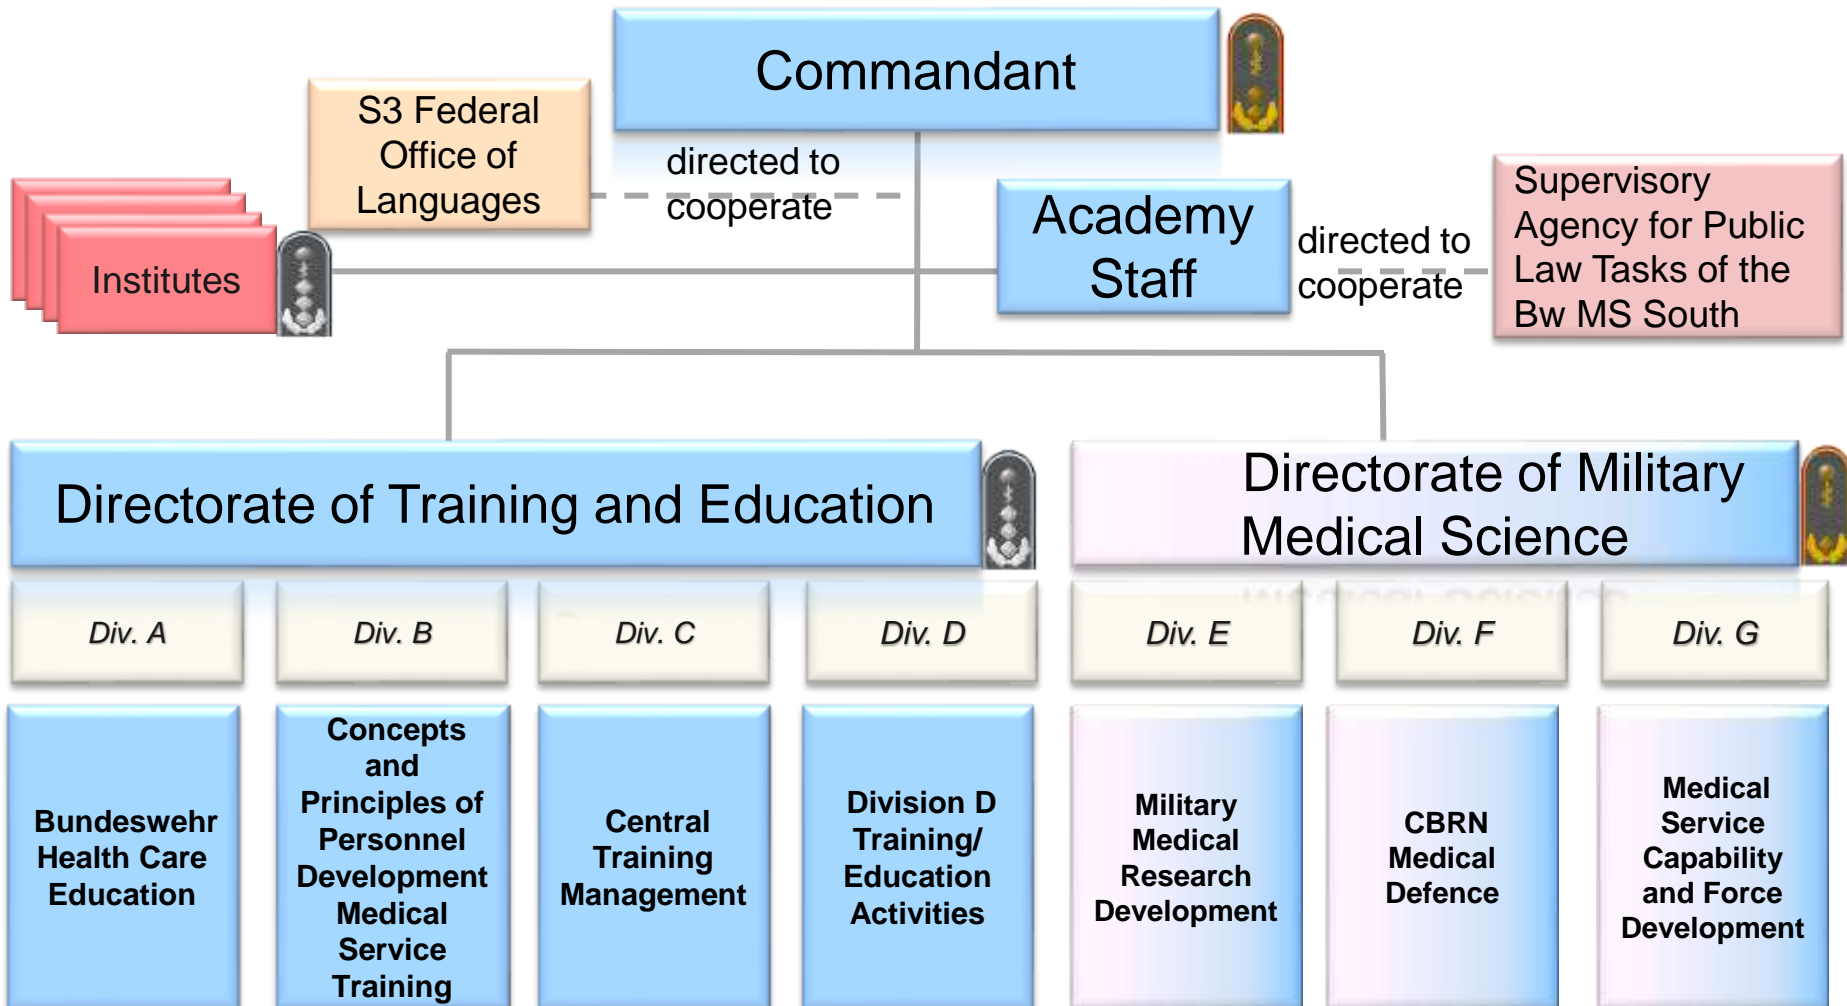 Commandant
S3 Federal
Office of
Languages
directed to
cooperate
Academy
Staff
directed to
cooperate
Supervisory
Agency for Public
Law Tasks of the
Bw MS South
Institutes
Directorate of Training and Education
Directorate of Military
Medical Science
Div. A
Div. B
Div. C
Div. D
Div. E
Div. F
Div. G
Bundeswehr
Health Care
Education
Concepts
and
Principles of
Personnel
Development
Medical
Service
Training
Central
Training
Management
Division D
Training/
Education
Activities
Military
Medical
Research
Development
CBRN
Medical
Defence
Medical
Service
Capability
and Force
Development